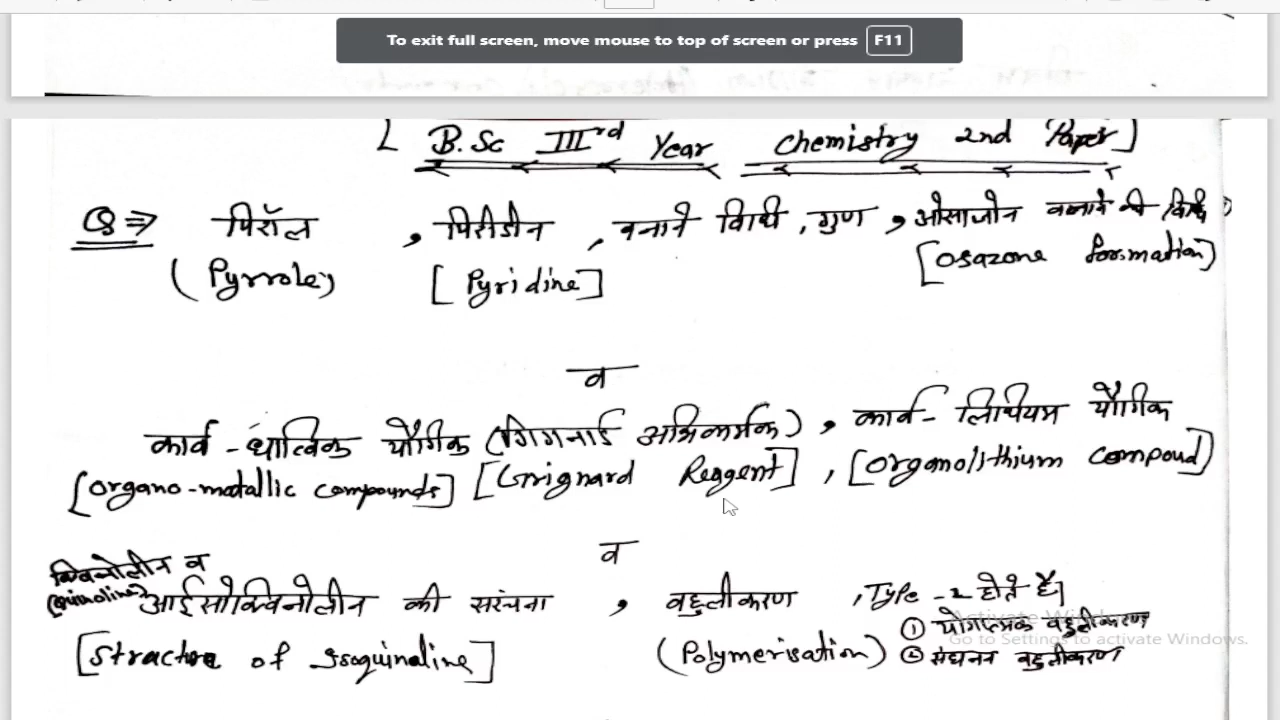 To exit full screen, move mouse to top of screen or press F11
[ B.Sc IIIrd Year Chemistry 2nd Paper]
Q ⇒ पिरॉल , पिरीडीन , बनाने विधि , गुण , ओसाजोन बनाने की विधि
(Pyrrole) [Pyridine] [Osazone formation]
व
कार्ब - धात्विक यौगिक (ग्रिगनार्ड अभिकर्मक) , कार्ब - लिथियम यौगिक
[Organo-metallic compounds] [Grignard Reagent] , [Organolithium compoud]
व
क्विनोलीन व
(quinoline) आईसोक्विनोलीन की सरंचना , बहुलीकरण , Type - 2 होते हैं।
[Structure of Isoquinoline] (Polymerisation)
① योगात्मक बहुलीकरण
② संघनन बहुलीकरण
Activate Windows
Go to Settings to activate Windows.